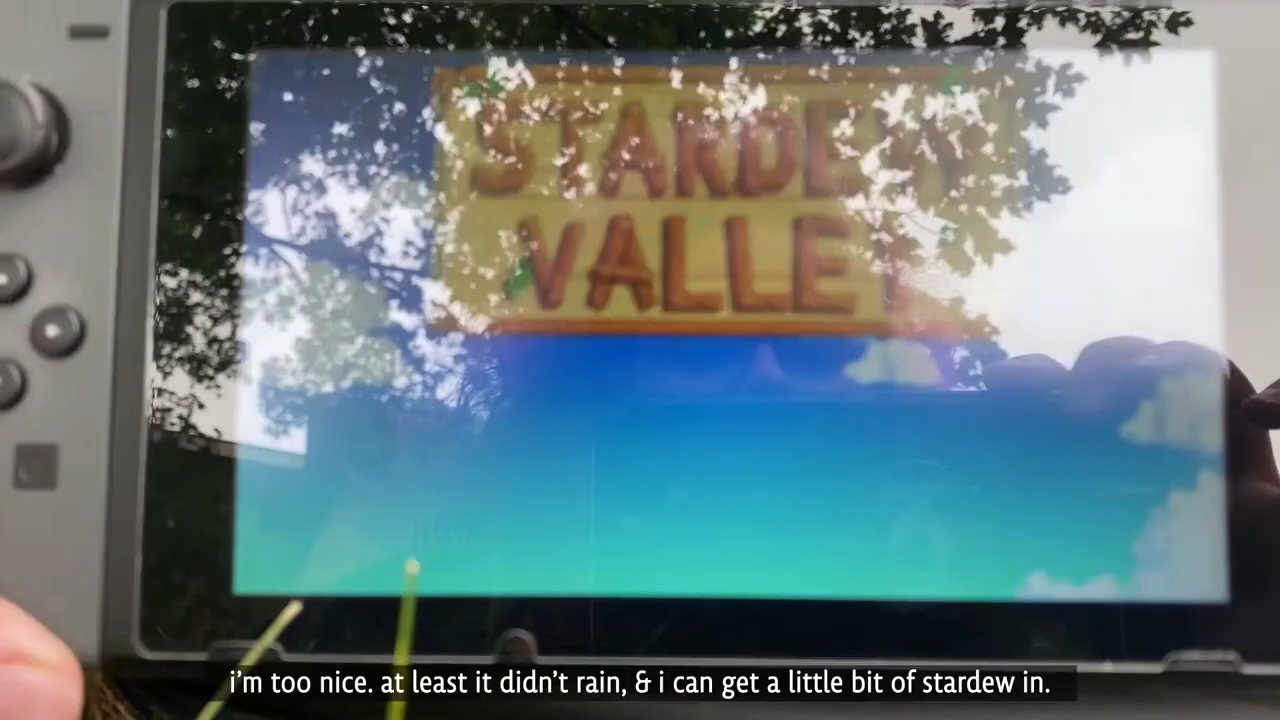 STARDEW
VALLEY
i'm too nice. at least it didn't rain, & i can get a little bit of stardew in.